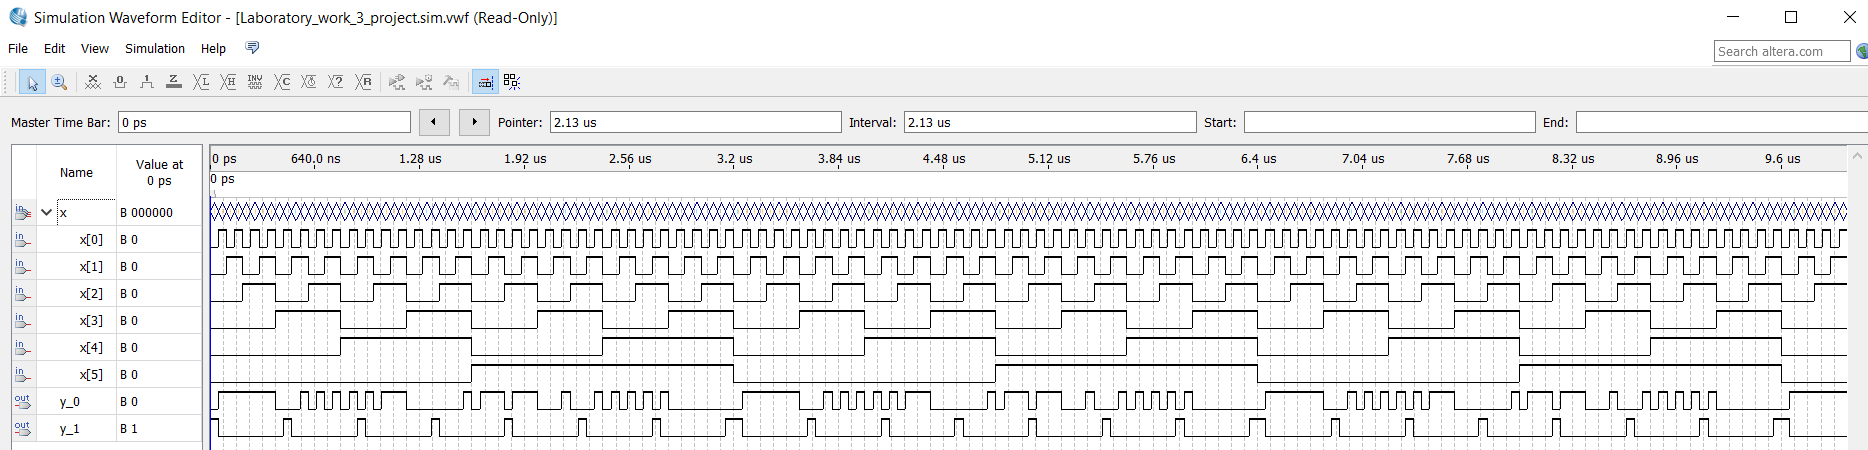 Simulation Waveform Editor - [Laboratory_work_3_project.sim.vwf (Read-Only)]
File Edit View Simulation Help
Search altera.com
Master Time Bar: 0 ps Pointer: 2.13 us Interval: 2.13 us Start: End:
Name Value at 0 ps
0 ps 640.0 ns 1.28 us 1.92 us 2.56 us 3.2 us 3.84 us 4.48 us 5.12 us 5.76 us 6.4 us 7.04 us 7.68 us 8.32 us 8.96 us 9.6 us
0 ps
in x B 000000
in x[0] B 0
in x[1] B 0
in x[2] B 0
in x[3] B 0
in x[4] B 0
in x[5] B 0
out y_0 B 0
out y_1 B 1